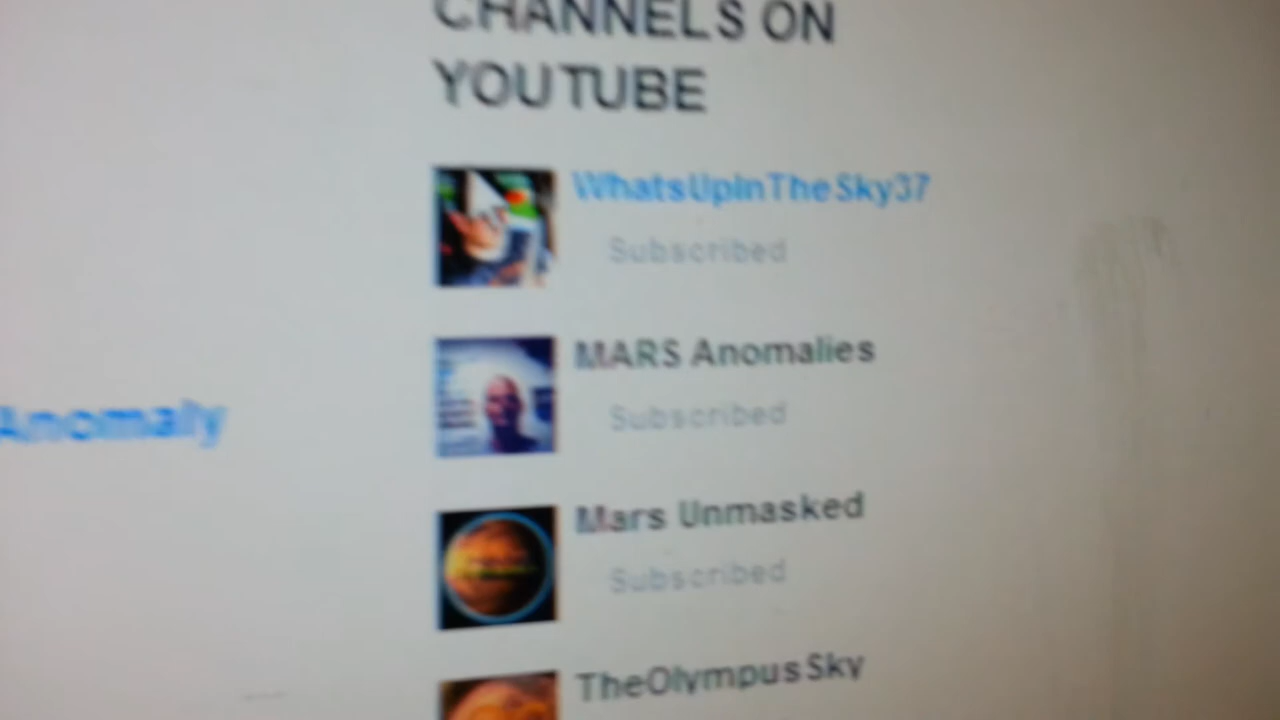 CHANNELS ON
YOUTUBE
WhatsUpInTheSky37
Subscribed
MARS Anomalies
Subscribed
Anomaly
Mars Unmasked
Subscribed
TheOlympusSky